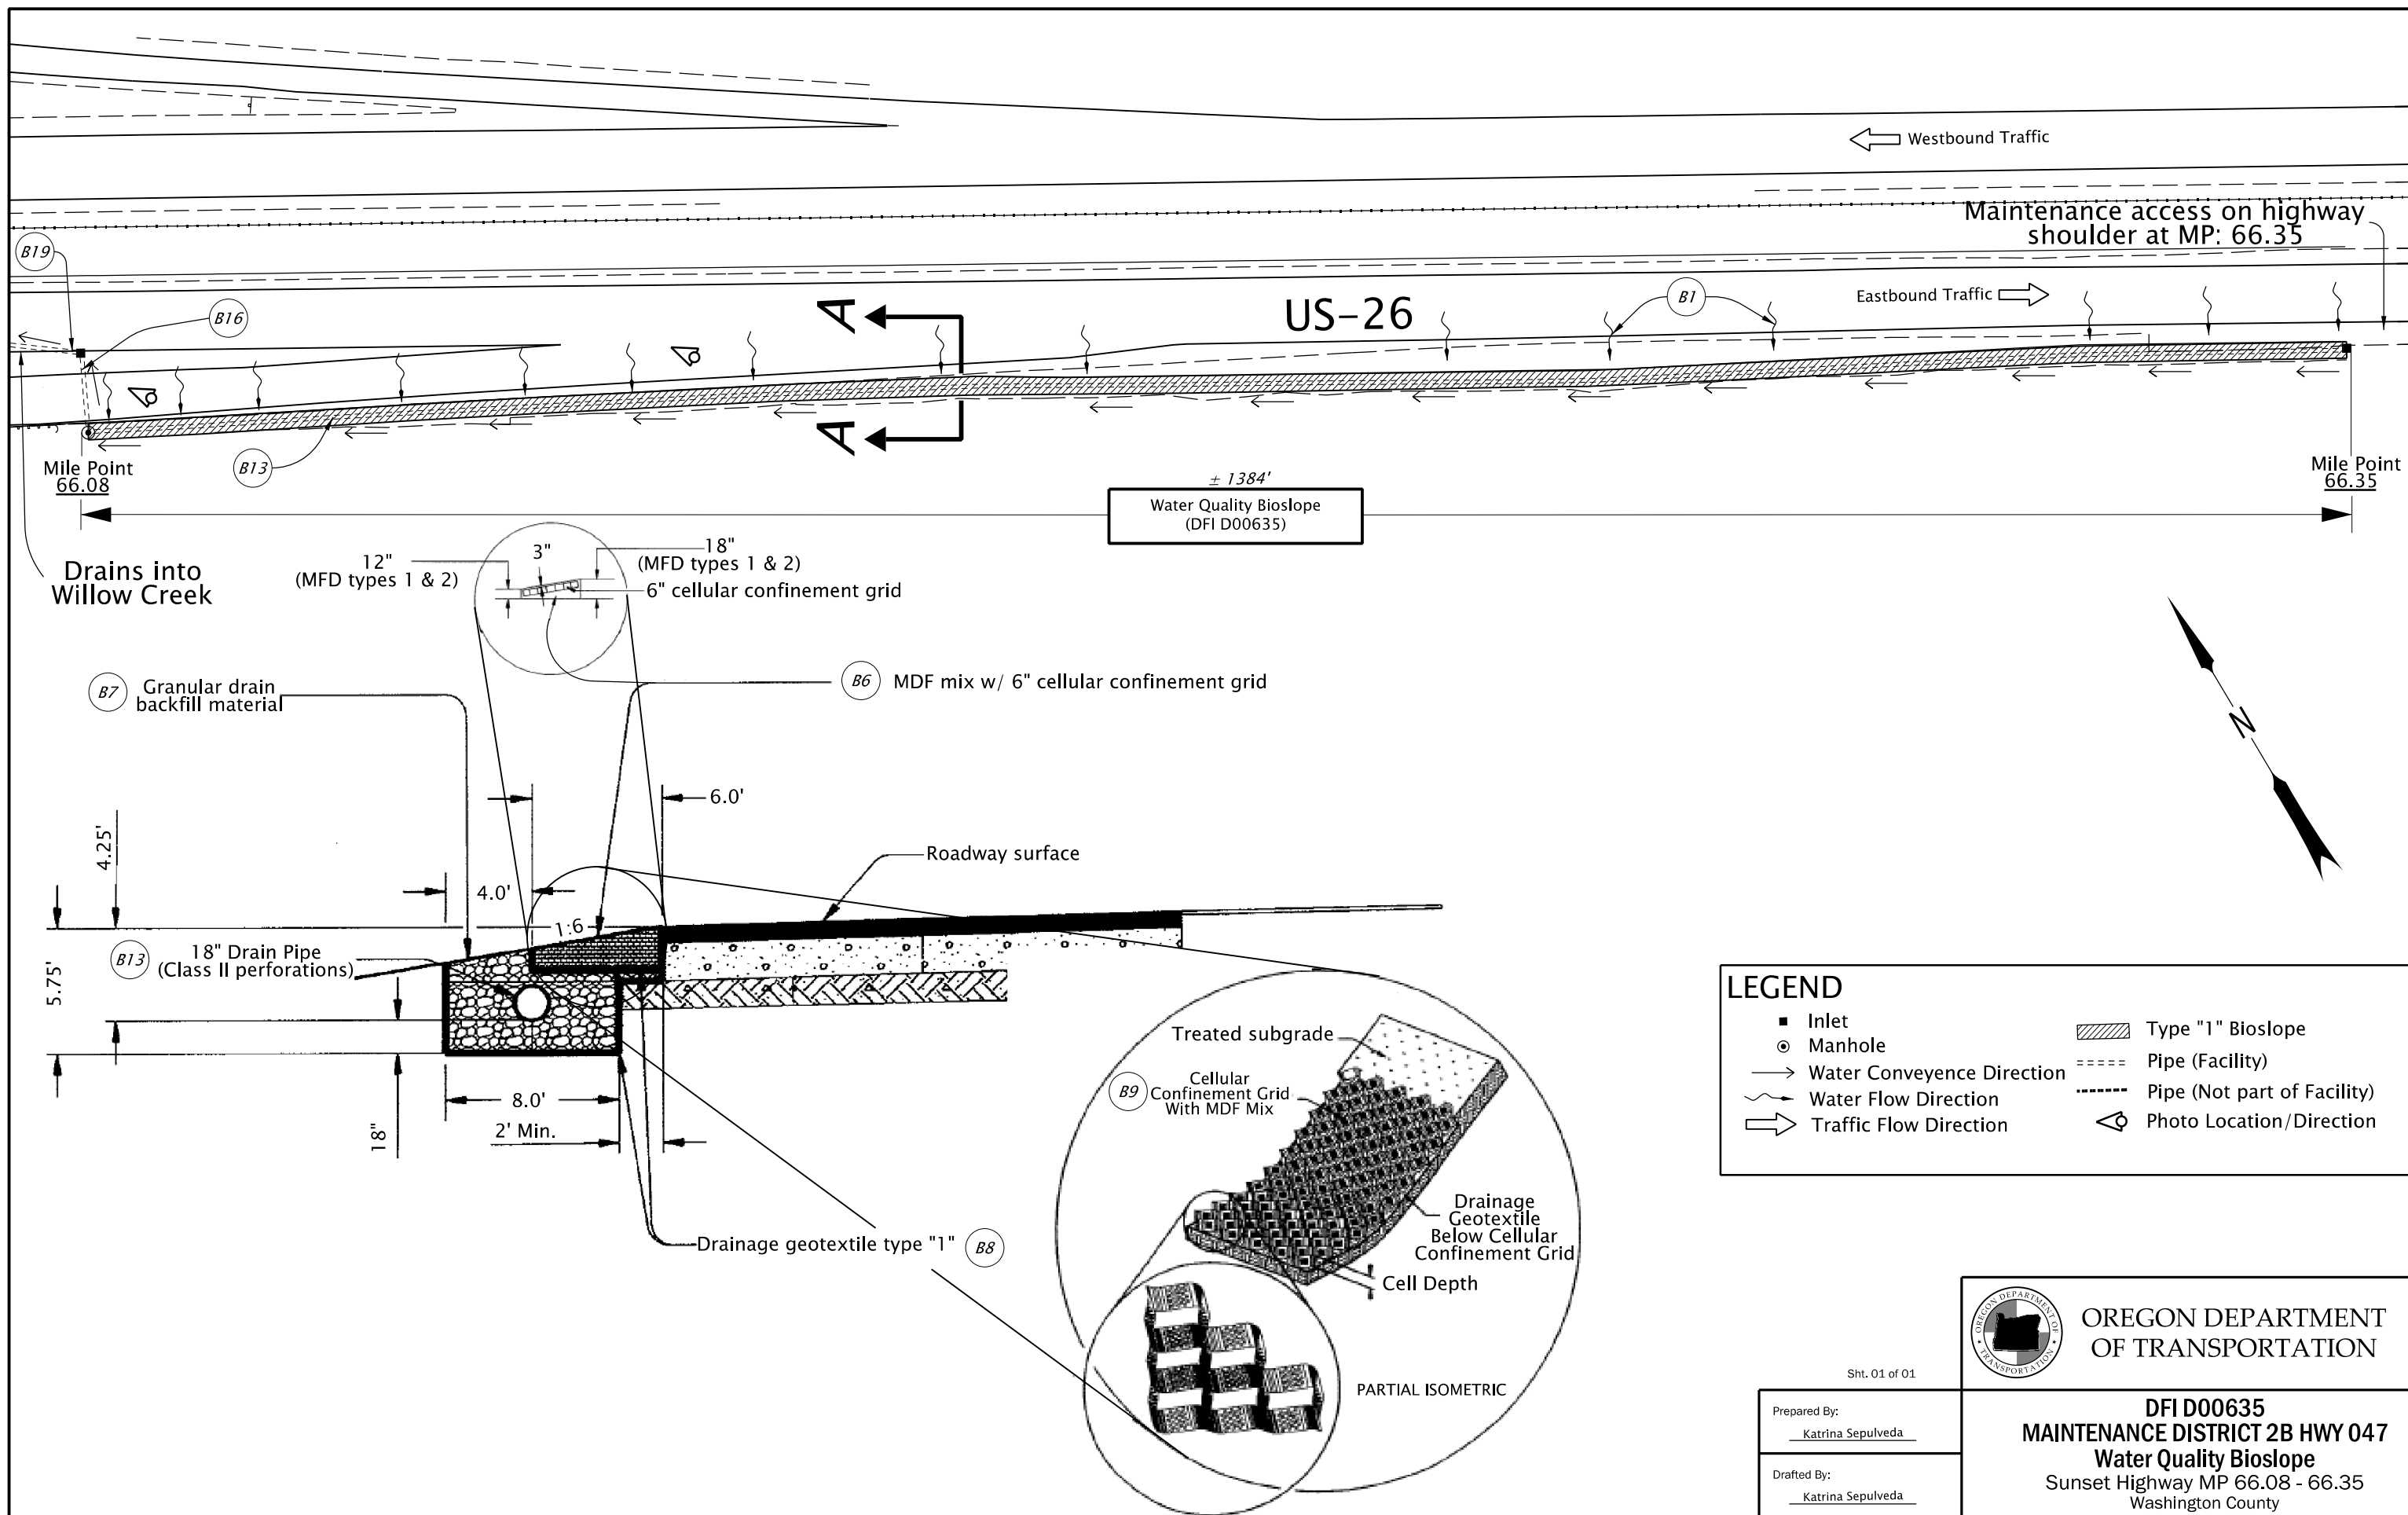 Westbound Traffic
Maintenance access on highway
shoulder at MP: 66.35
B19
B16
A
US-26
B1
Eastbound Traffic
A
B13
Mile Point
66.08
Mile Point
66.35
± 1384'
Water Quality Bioslope
(DFI D00635)
Drains into
Willow Creek
12"
(MFD types 1 & 2)
3"
18"
(MFD types 1 & 2)
6" cellular confinement grid
B7
Granular drain
backfill material
B6
MDF mix w/ 6" cellular confinement grid
N
6.0'
4.25'
4.0'
Roadway surface
1:6
5.75'
B13
18" Drain Pipe
(Class II perforations)
8.0'
2' Min.
18"
Drainage geotextile type "1"
B8
Treated subgrade
B9
Cellular
Confinement Grid
With MDF Mix
Drainage
Geotextile
Below Cellular
Confinement Grid
Cell Depth
PARTIAL ISOMETRIC
LEGEND
Inlet
Manhole
Water Conveyence Direction
Water Flow Direction
Traffic Flow Direction
Type "1" Bioslope
Pipe (Facility)
Pipe (Not part of Facility)
Photo Location/Direction
OREGON DEPARTMENT OF TRANSPORTATION
OREGON DEPARTMENT
OF TRANSPORTATION
Sht. 01 of 01
Prepared By:
Katrina Sepulveda
Drafted By:
Katrina Sepulveda
DFI D00635
MAINTENANCE DISTRICT 2B HWY 047
Water Quality Bioslope
Sunset Highway MP 66.08 - 66.35
Washington County